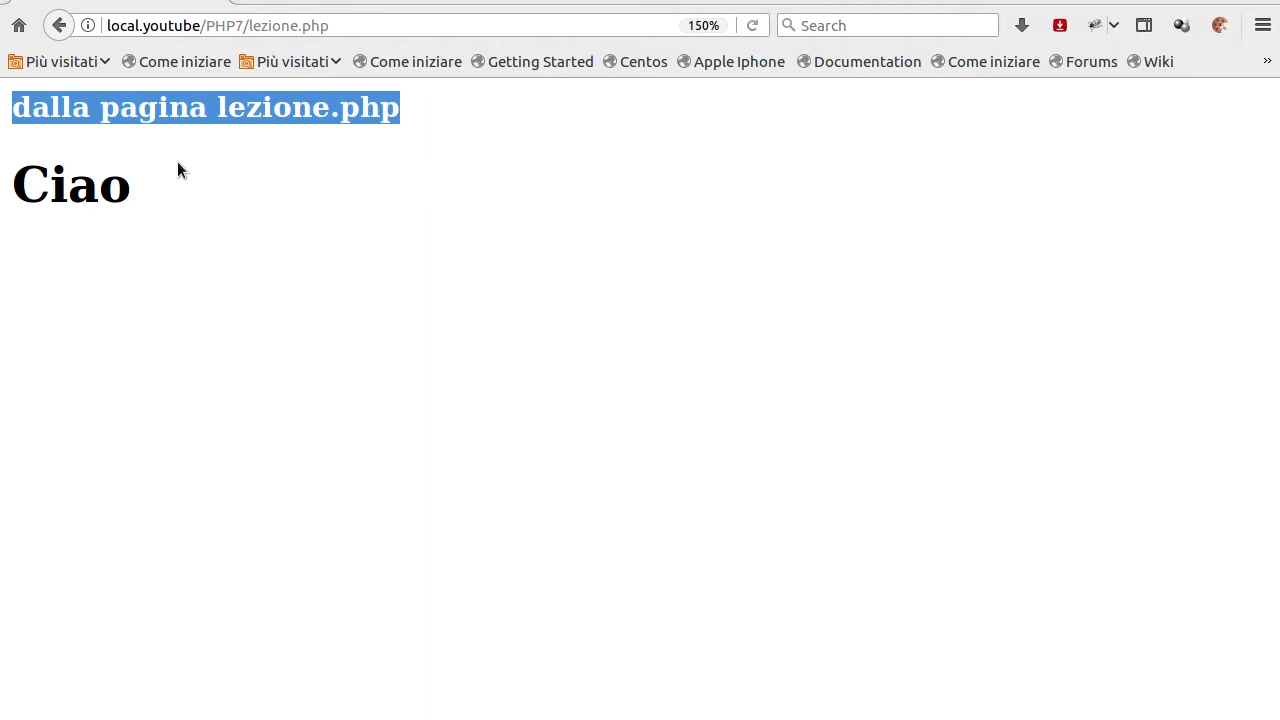 local.youtube/PHP7/lezione.php 150% Search
Più visitati Come iniziare Più visitati Come iniziare Getting Started Centos Apple Iphone Documentation Come iniziare Forums Wiki »
dalla pagina lezione.php
Ciao